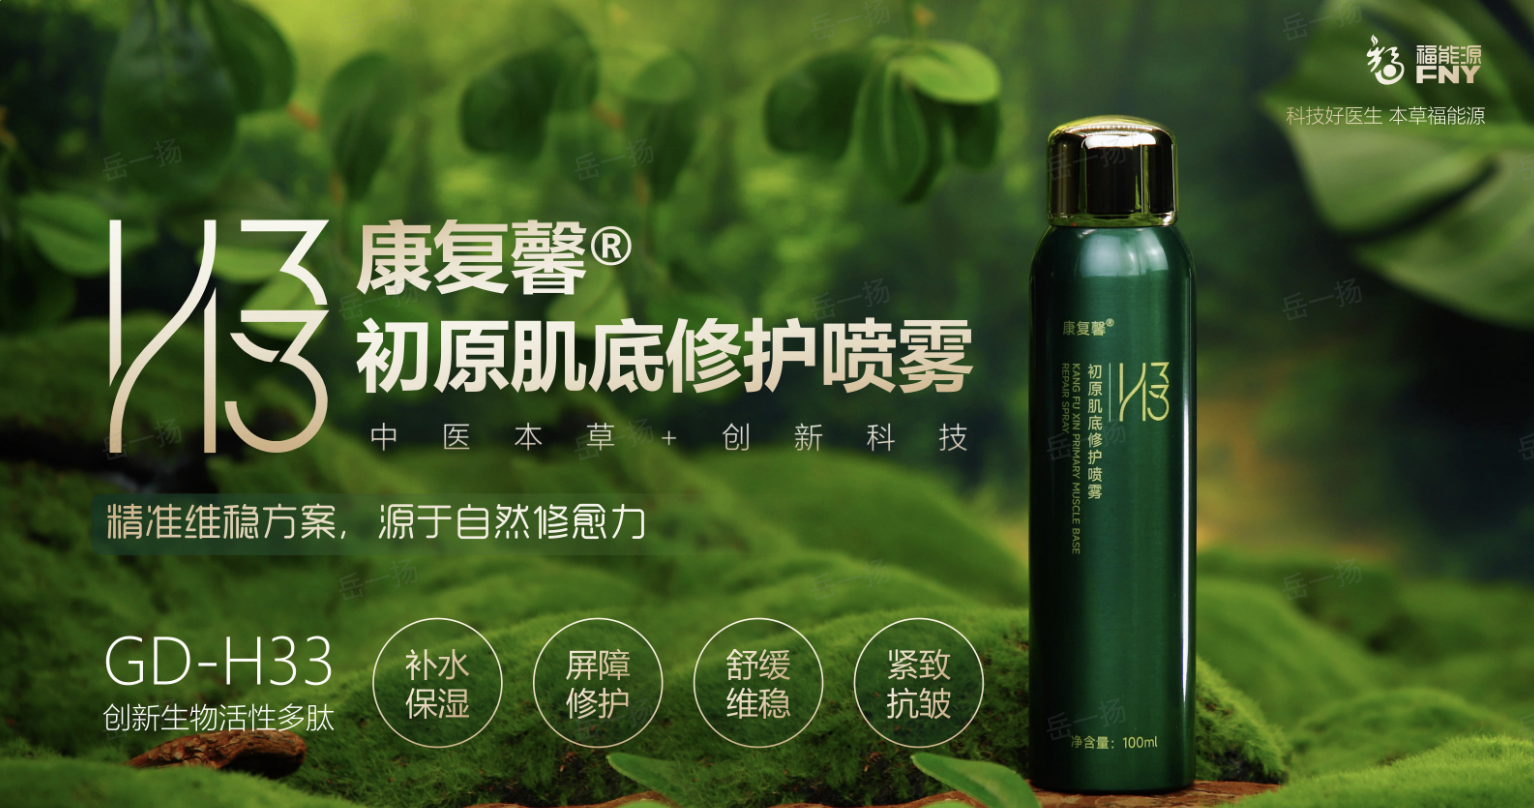 福能源
FNY
科技好医生 本草福能源
H33
康复馨®
初原肌底修护喷雾
中医本草+创新科技
精准维稳方案，源于自然修愈力
GD-H33
创新生物活性多肽
补水
保湿
屏障
修护
舒缓
维稳
紧致
抗皱
康复馨®
H33
初原肌底修护喷雾
KANG FU XIN PRIMARY MUSCLE BASE
REPAIR SPRAY
净含量：100ml
岳一扬